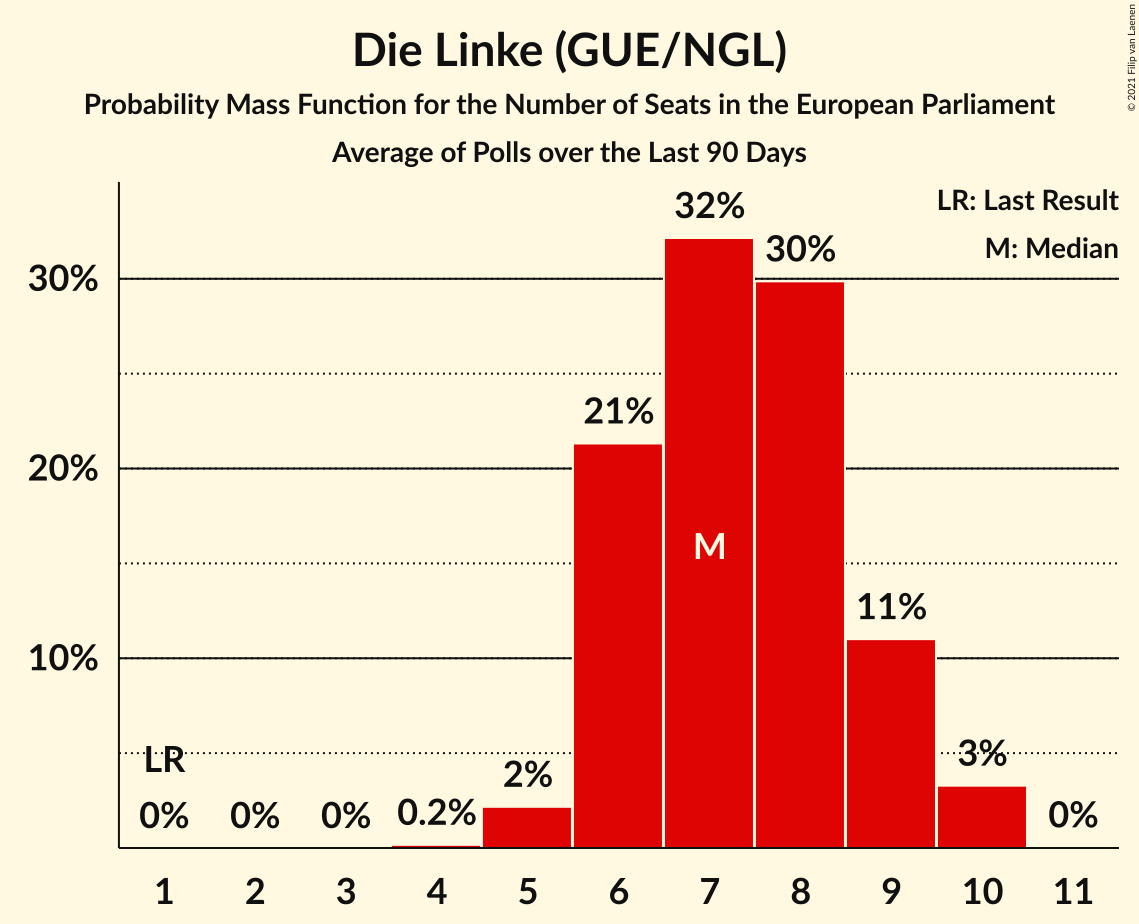 Die Linke (GUE/NGL)
Probability Mass Function for the Number of Seats in the European Parliament
Average of Polls over the Last 90 Days
© 2021 Filip van Laenen
LR: Last Result
M: Median
30%
20%
10%
LR
0%
0%
0%
0.2%
2%
21%
32%
M
30%
11%
3%
0%
1 2 3 4 5 6 7 8 9 10 11